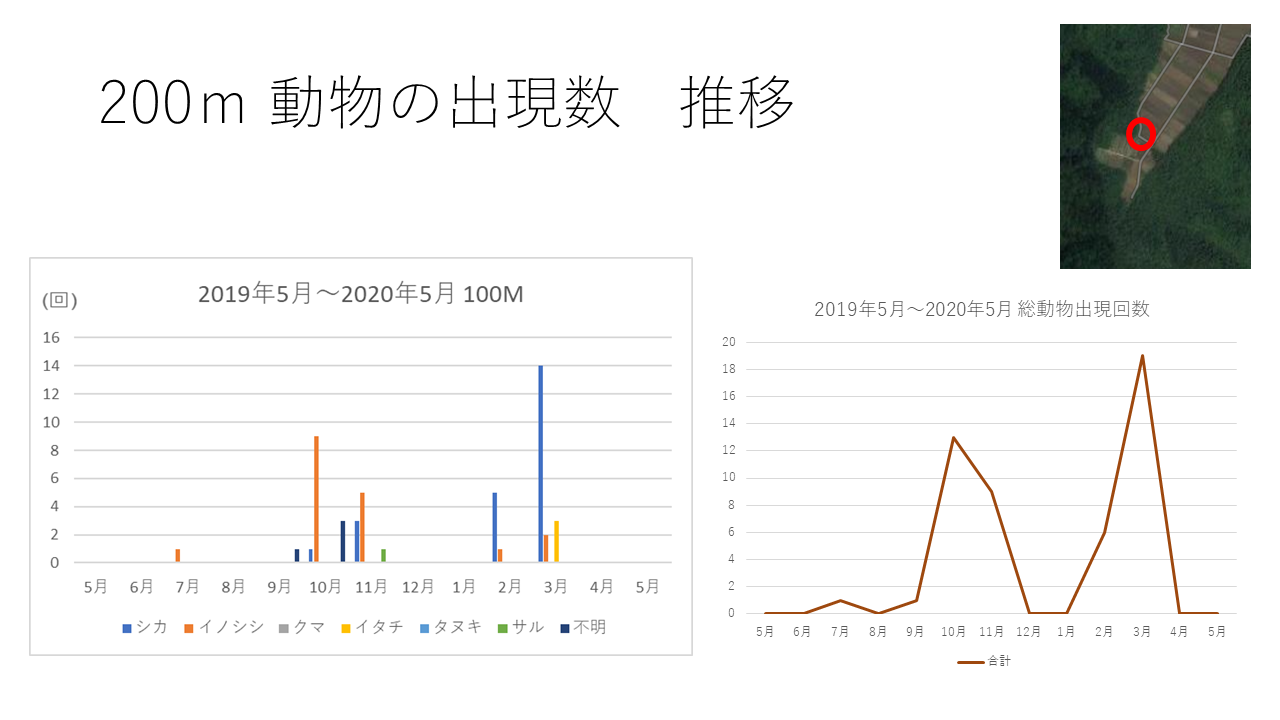 200ｍ 動物の出現数　推移
2019年5月～2020年5月 100M
(回)
16
14
12
10
8
6
4
2
0
5月 6月 7月 8月 9月 10月 11月 12月 1月 2月 3月 4月 5月
シカ イノシシ クマ イタチ タヌキ サル 不明
2019年5月～2020年5月 総動物出現回数
20
18
16
14
12
10
8
6
4
2
0
5月 6月 7月 8月 9月 10月 11月 12月 1月 2月 3月 4月 5月
合計